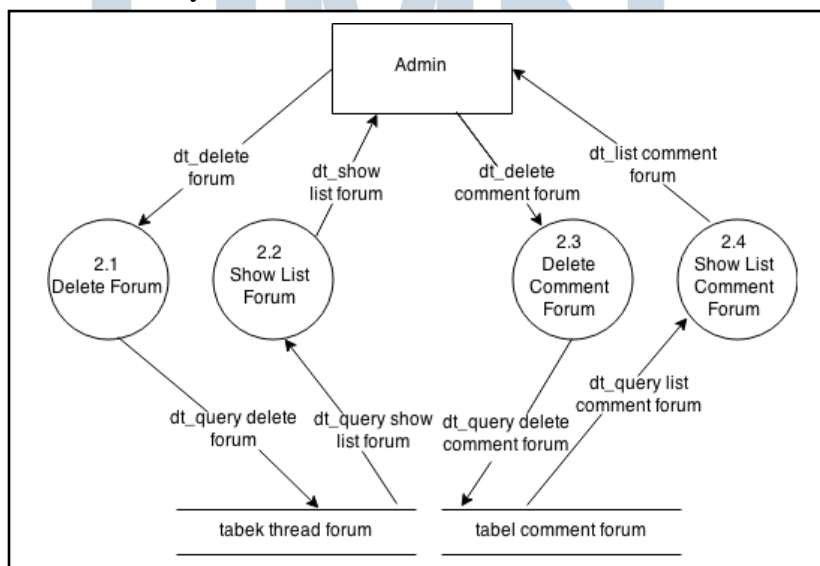 Admin
dt_delete
forum
dt_show
list forum
dt_delete
comment forum
dt_list comment
forum
2.1
Delete Forum
2.2
Show List
Forum
2.3
Delete
Comment
Forum
2.4
Show List
Comment
Forum
dt_query delete
forum
dt_query show
list forum
dt_query delete
comment forum
dt_query list
comment forum
tabek thread forum
tabel comment forum